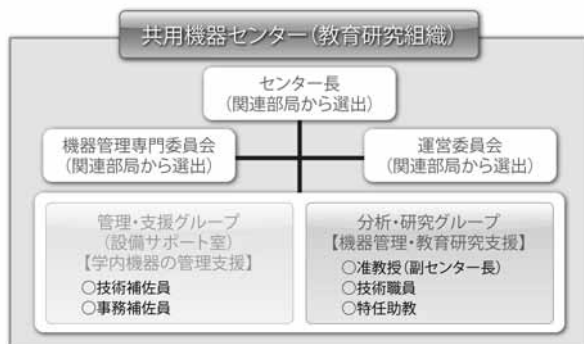 共用機器センター(教育研究組織)
センター長
(関連部局から選出)
機器管理専門委員会
(関連部局から選出)
運営委員会
(関連部局から選出)
管理・支援グループ
(設備サポート室)
【学内機器の管理支援】
○技術補佐員
○事務補佐員
分析・研究グループ
【機器管理・教育研究支援】
○准教授(副センター長)
○技術職員
○特任助教